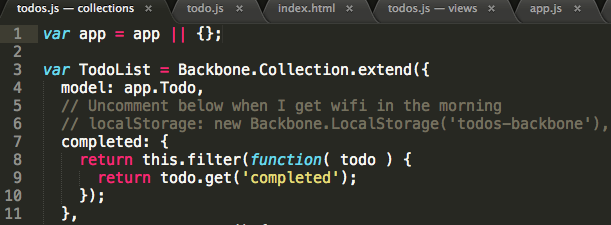 todos.js — collections × todo.js × index.html × todos.js — views × app.js ×
1 var app = app || {};
2
3 var TodoList = Backbone.Collection.extend({
4 model: app.Todo,
5 // Uncomment below when I get wifi in the morning
6 // localStorage: new Backbone.LocalStorage('todos-backbone'),
7 completed: {
8 return this.filter(function( todo ) {
9 return todo.get('completed');
10 });
11 },